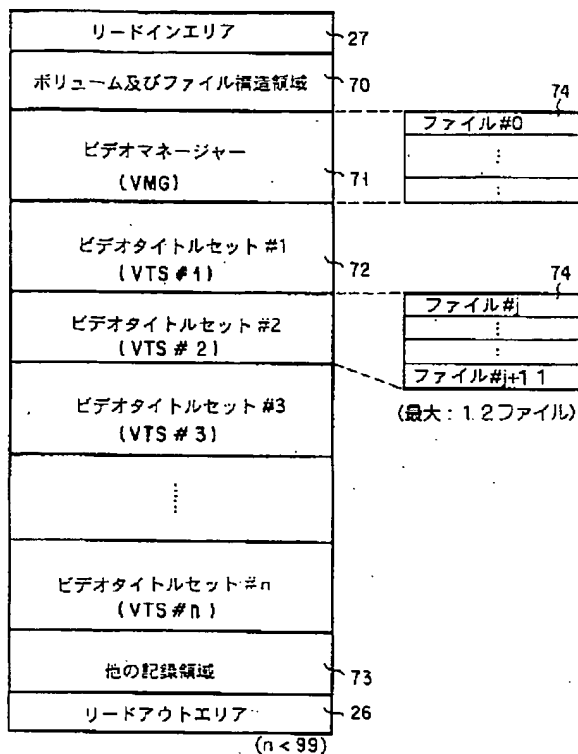 リードインエリア
27
ボリューム及びファイル構造領域
70
ビデオマネージャー
(VMG)
71
74
ファイル#0
⋮
⋮
ビデオタイトルセット#1
(VTS#1)
72
ビデオタイトルセット#2
(VTS#2)
74
ファイル#j
⋮
⋮
ファイル#j+11
(最大:12ファイル)
ビデオタイトルセット#3
(VTS#3)
⋮
ビデオタイトルセット#n
(VTS#n)
他の記録領域
73
リードアウトエリア
26
(n<99)